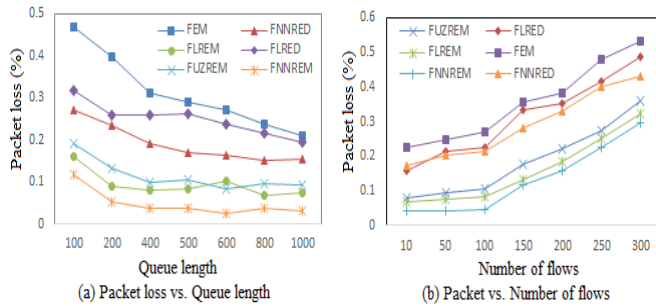 Packet loss (%)
0.5
0.4
0.3
0.2
0.1
0
FEM
FNNRED
FLREM
FLRED
FUZREM
FNNREM
100 200 400 500 600 800 1000
Queue length
(a) Packet loss vs. Queue length
Packet loss (%)
0.6
0.5
0.4
0.3
0.2
0.1
0
FUZREM
FLRED
FLREM
FEM
FNNREM
FNNRED
10 50 100 150 200 250 300
Number of flows
(b) Packet vs. Number of flows